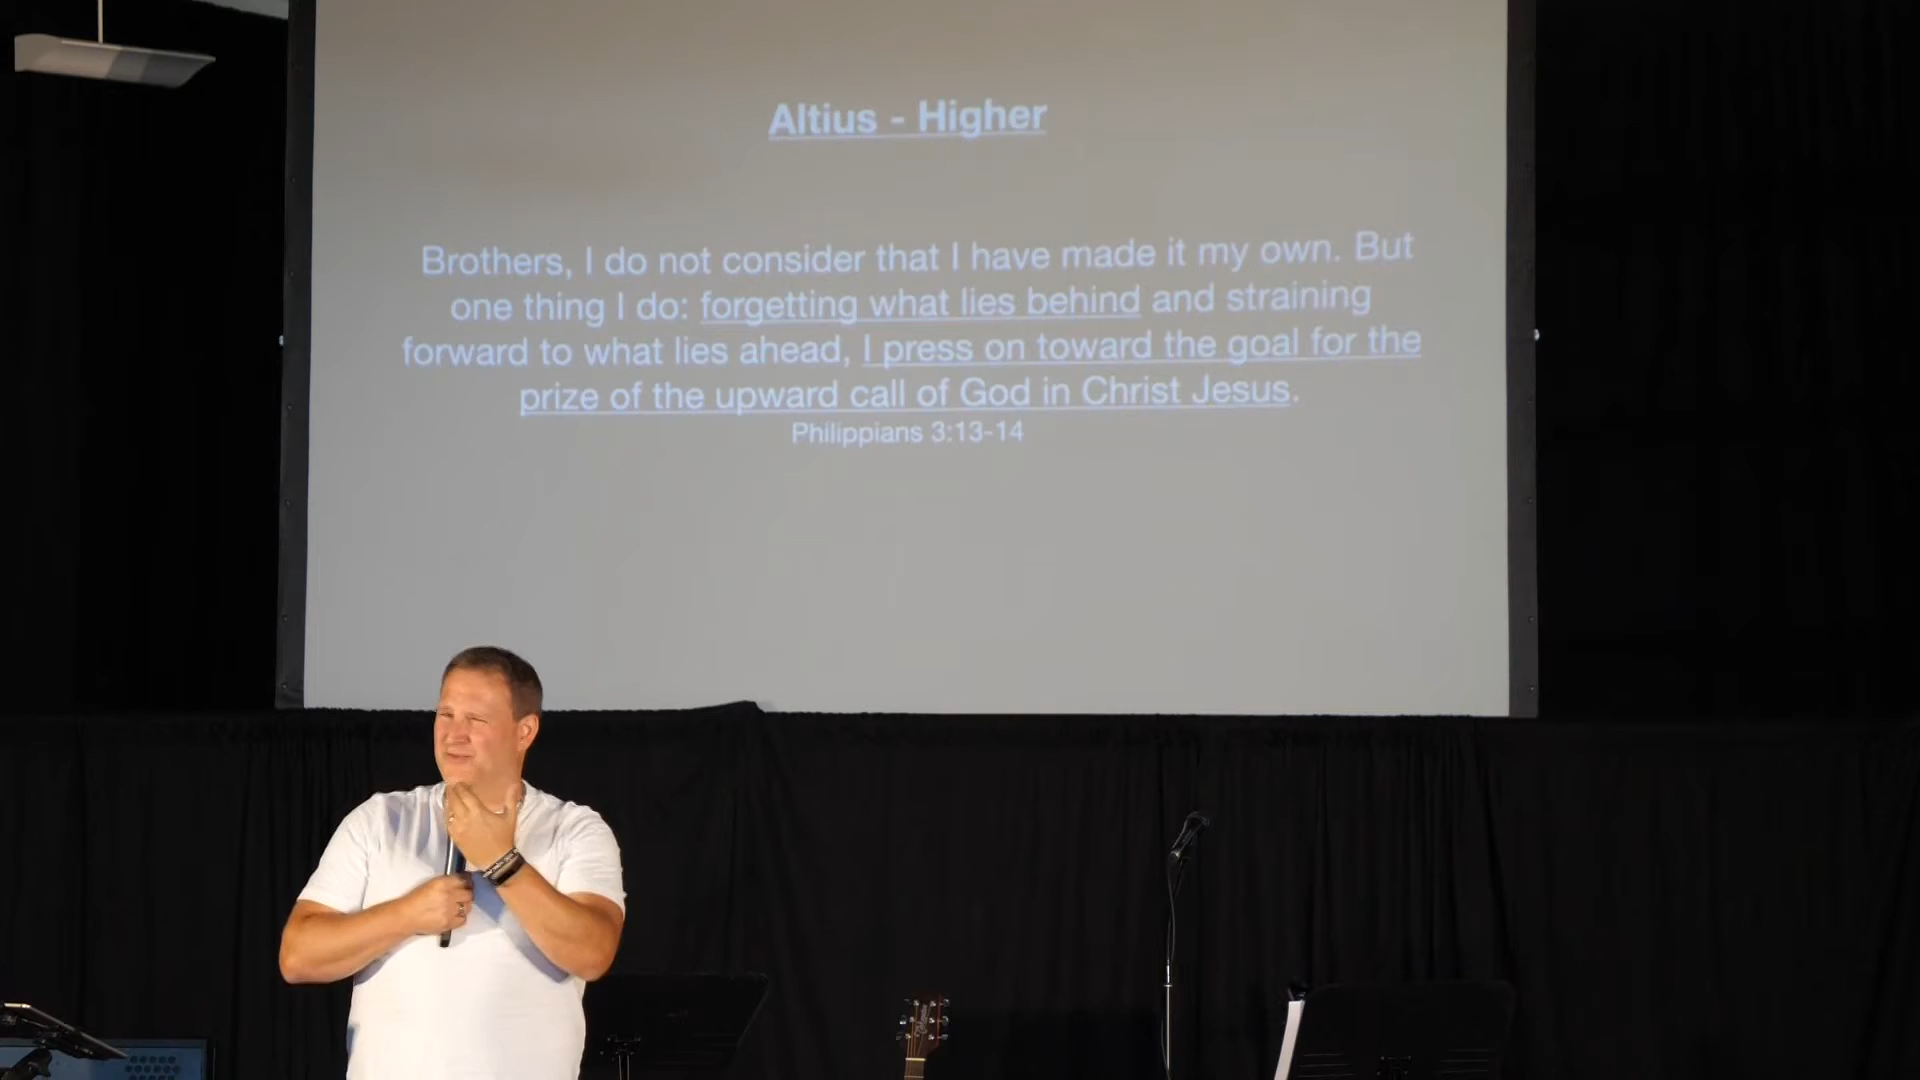 Altius - Higher
Brothers, I do not consider that I have made it my own. But
one thing I do: forgetting what lies behind and straining
forward to what lies ahead, I press on toward the goal for the
prize of the upward call of God in Christ Jesus.
Philippians 3:13-14